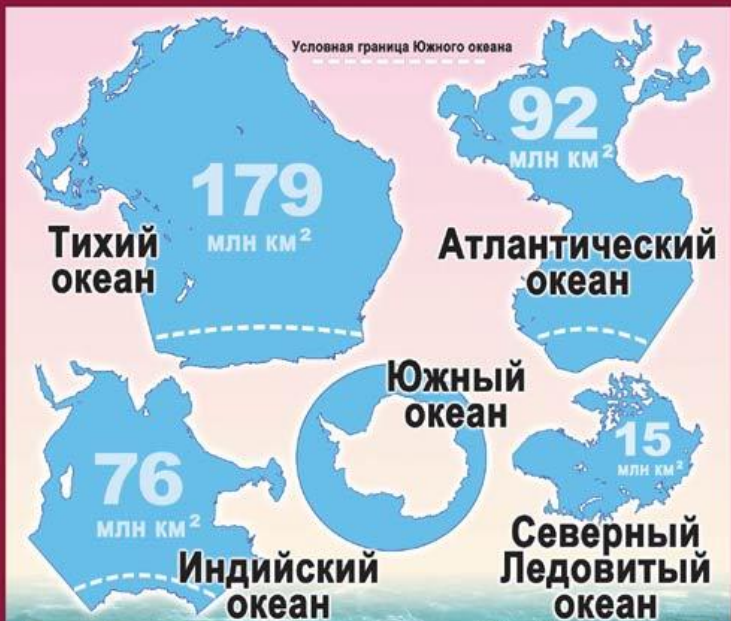 Условная граница Южного океана
179
МЛН КМ²
Тихий
океан
92
МЛН КМ²
Атлантический
океан
76
МЛН КМ²
Индийский
океан
Южный
океан
15
МЛН КМ²
Северный
Ледовитый
океан